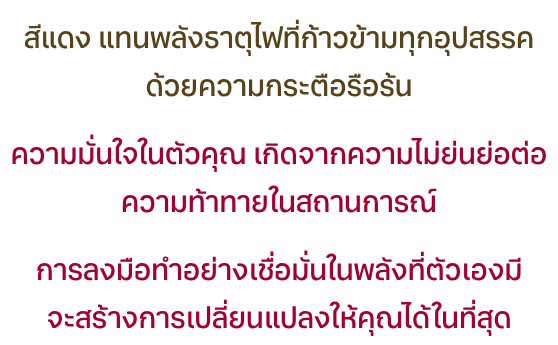 สีแดง แทนพลังธาตุไฟที่ก้าวข้ามทุกอุปสรรค
ด้วยความกระตือรือร้น
ความมั่นใจในตัวคุณ เกิดจากความไม่ย่นย่อต่อ
ความท้าทายในสถานการณ์
การลงมือทำอย่างเชื่อมั่นในพลังที่ตัวเองมี
จะสร้างการเปลี่ยนแปลงให้คุณได้ในที่สุด